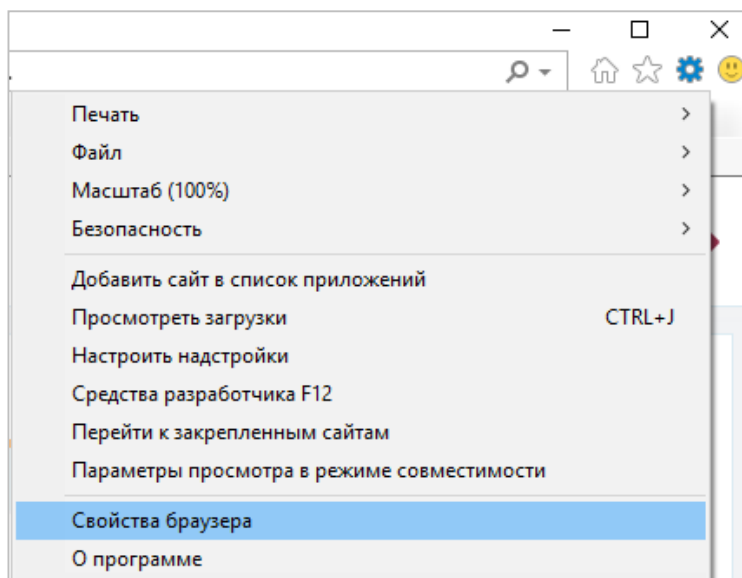 Печать
Файл
Масштаб (100%)
Безопасность
Добавить сайт в список приложений
Просмотреть загрузки CTRL+J
Настроить надстройки
Средства разработчика F12
Перейти к закрепленным сайтам
Параметры просмотра в режиме совместимости
Свойства браузера
О программе